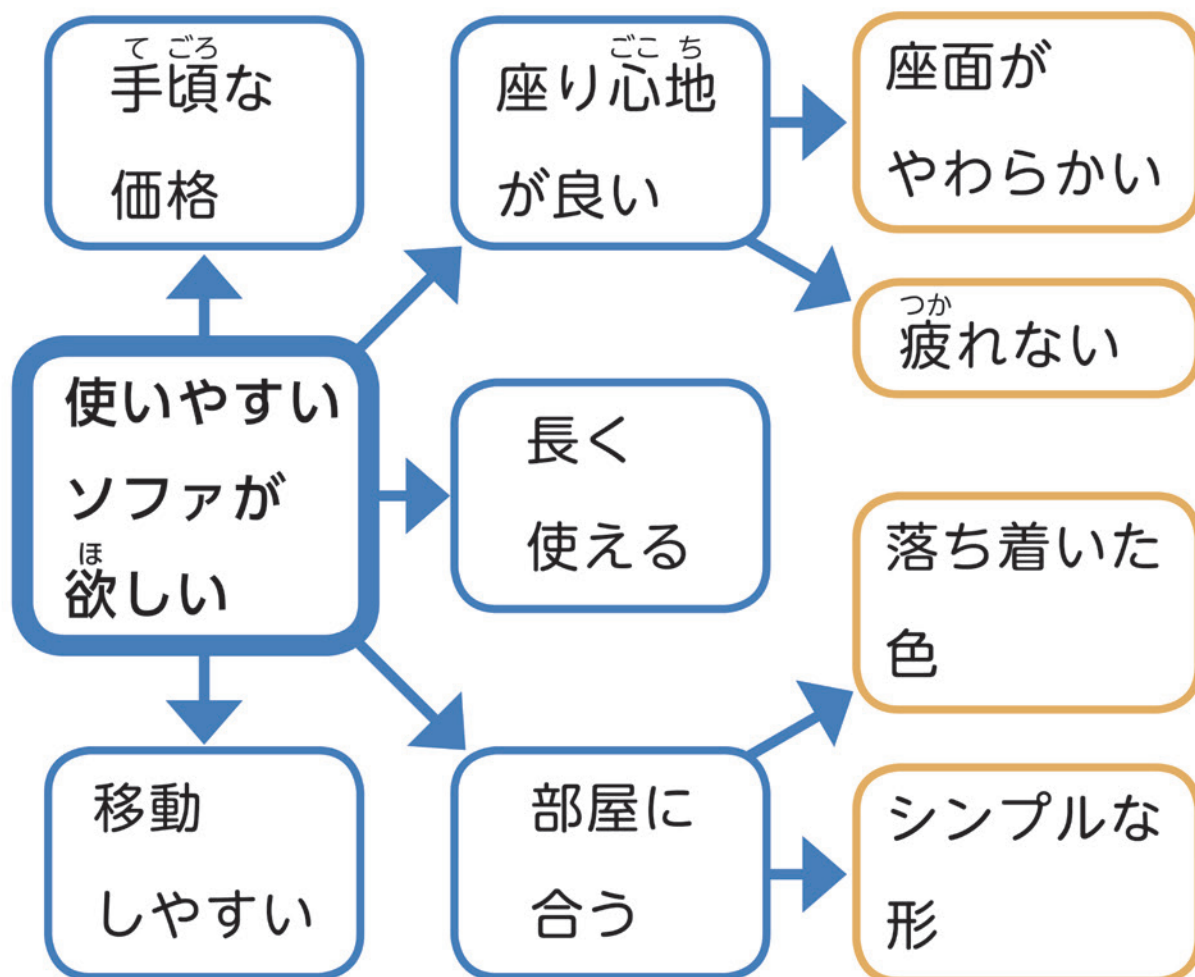 手頃な
価格
座り心地
が良い
座面が
やわらかい
疲れない
使いやすい
ソファが
欲しい
長く
使える
落ち着いた
色
移動
しやすい
部屋に
合う
シンプルな
形
て ごろ
ごこ ち
つか
ほ